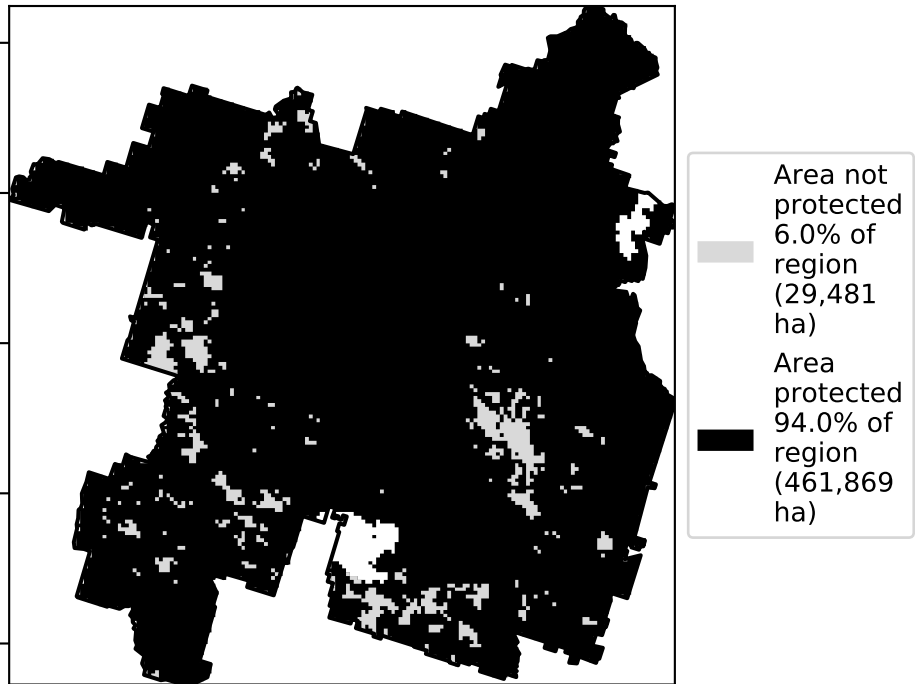 Area not
protected
6.0% of
region
(29,481
ha)
Area
protected
94.0% of
region
(461,869
ha)